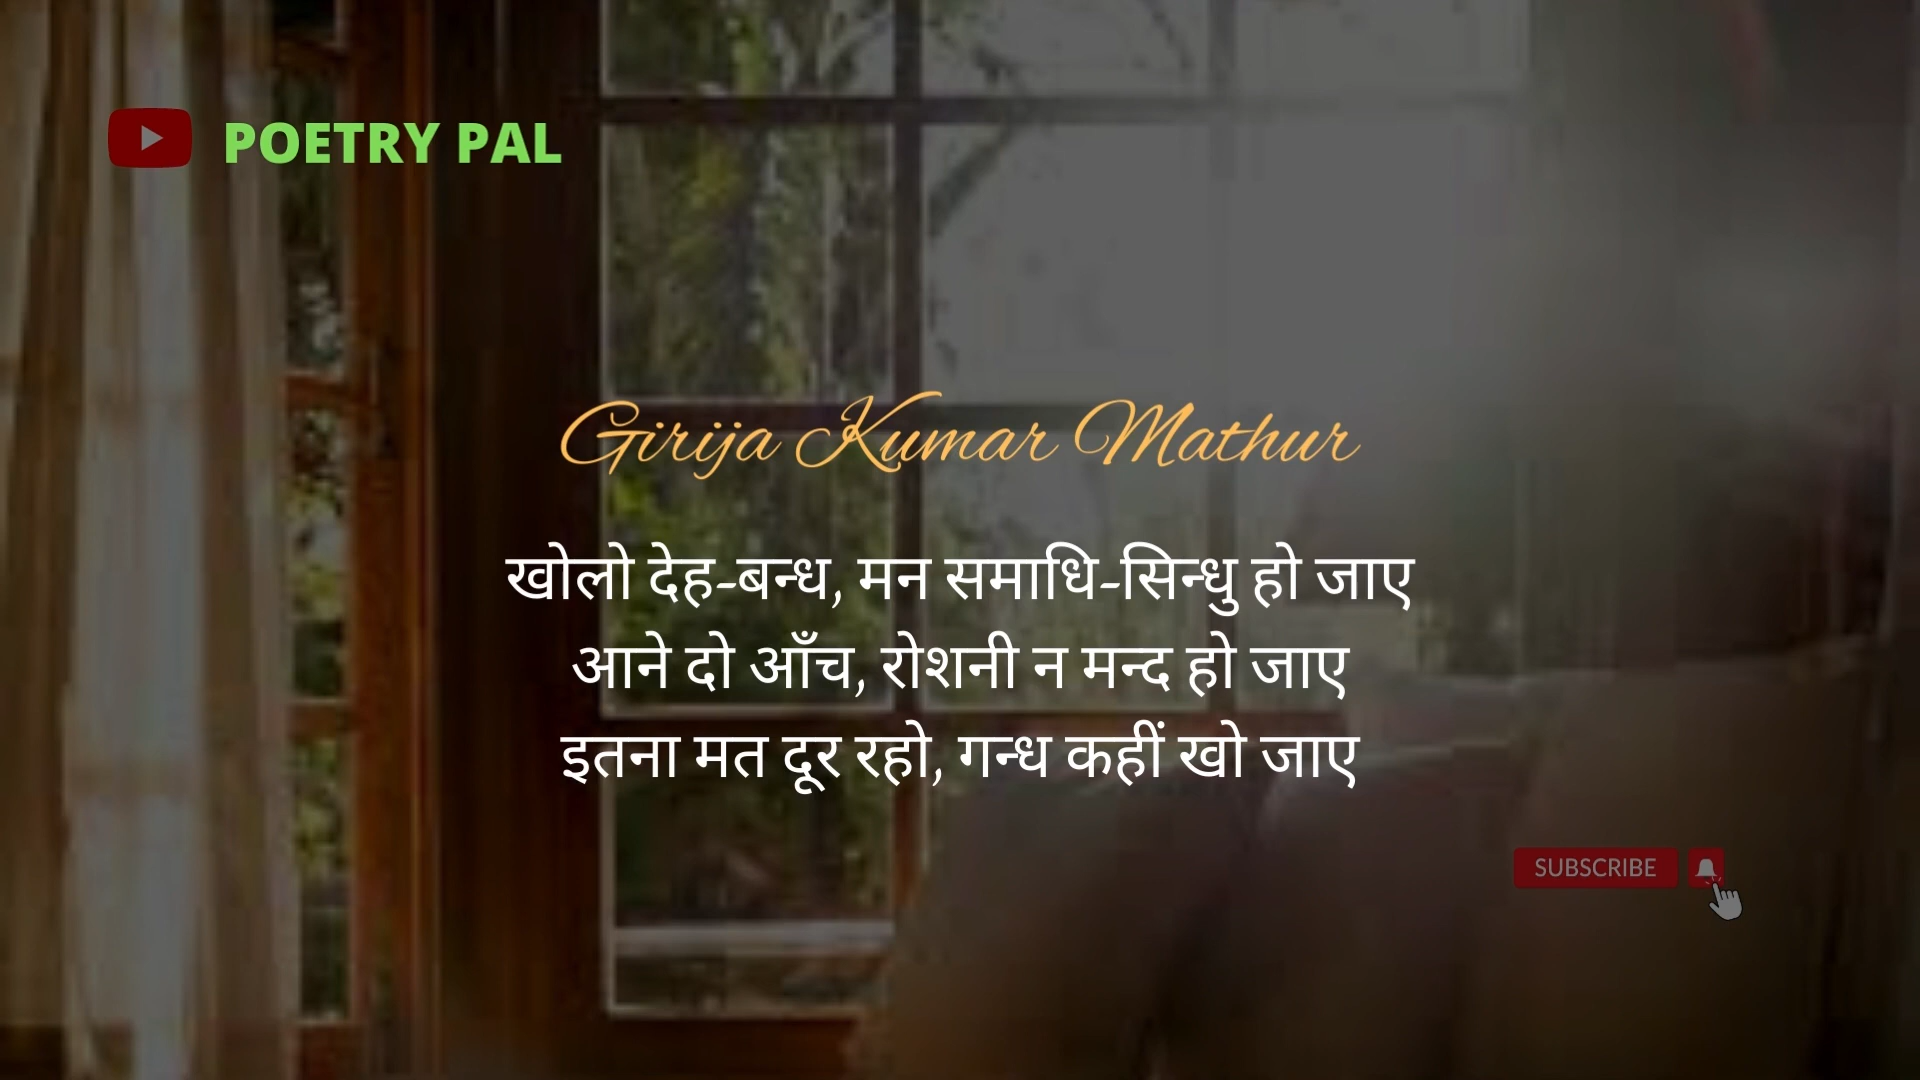 POETRY PAL
Girija Kumar Mathur
खोलो देह-बन्ध, मन समाधि-सिन्धु हो जाए
आने दो आँच, रोशनी न मन्द हो जाए
इतना मत दूर रहो, गन्ध कहीं खो जाए
SUBSCRIBE